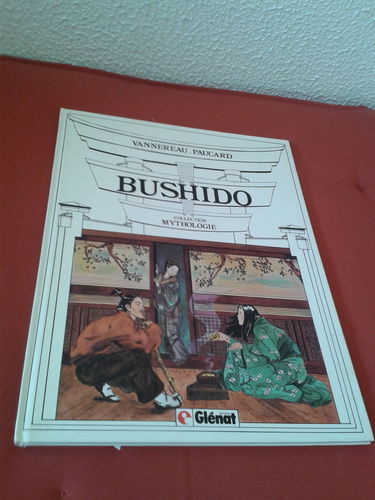 VANNEREAU . PAUCARD
BUSHIDO
COLLECTION
MYTHOLOGIE
Glénat